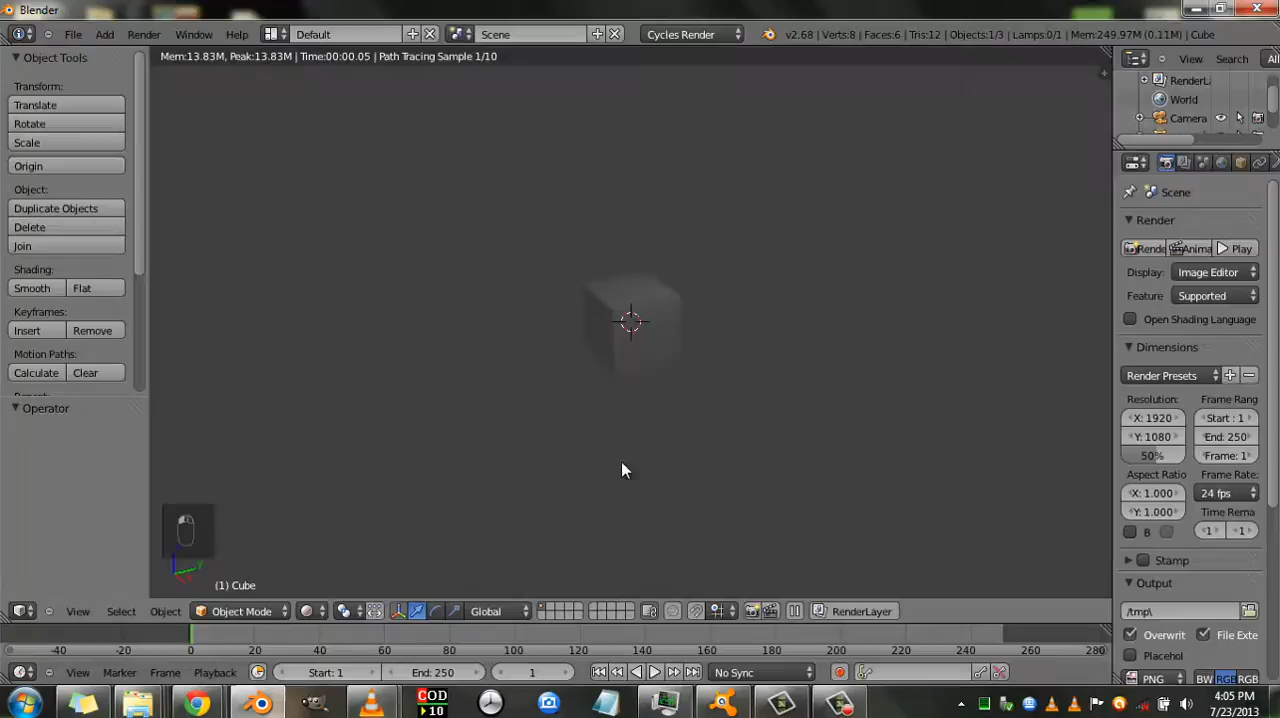 Blender
File Add Render Window Help Default Scene Cycles Render v2.68 | Verts:8 | Faces:6 | Tris:12 | Objects:1/3 | Lamps:0/1 | Mem:249.97M (0.11M) | Cube
Object Tools
Mem:13.83M, Peak:13.83M | Time:00:00.05 | Path Tracing Sample 1/10
View Search All
Transform:
Translate
Rotate
Scale
Origin
Object:
Duplicate Objects
Delete
Join
Shading:
Smooth Flat
Keyframes:
Insert Remove
Motion Paths:
Calculate Clear
Operator
(1) Cube
RenderLa
World
Camera
Scene
Render
Rende Anima Play
Display: Image Editor
Feature Supported
Open Shading Language
Dimensions
Render Presets
Resolution: Frame Rang
X: 1920 Start : 1
Y: 1080 End: 250
50% Frame: 1
Aspect Ratio Frame Rate:
X: 1.000 24 fps
Y: 1.000 Time Rema
B 1 1
Stamp
Output
/tmp\
Overwrit File Exte
Placehol
PNG BW RGB RGB
View Select Object Object Mode Global RenderLayer
-40 -20 0 20 40 60 80 100 120 140 160 180 200 220 240 260 280
View Marker Frame Playback Start: 1 End: 250 1 No Sync
COD
10
4:05 PM
7/23/2013